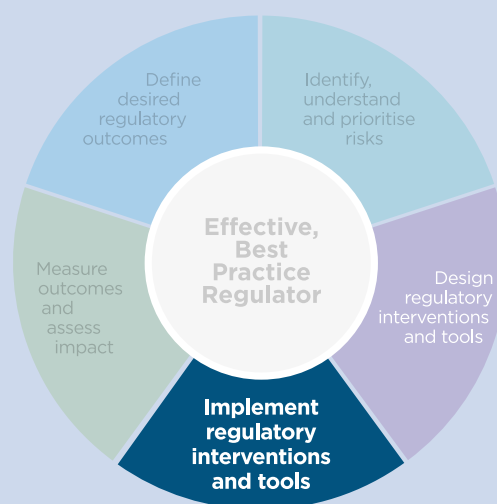 Define
desired
regulatory
outcomes
Identify,
understand
and prioritise
risks
Effective,
Best
Practice
Regulator
Measure
outcomes
and
assess
impact
Design
regulatory
interventions
and tools
Implement
regulatory
interventions
and tools